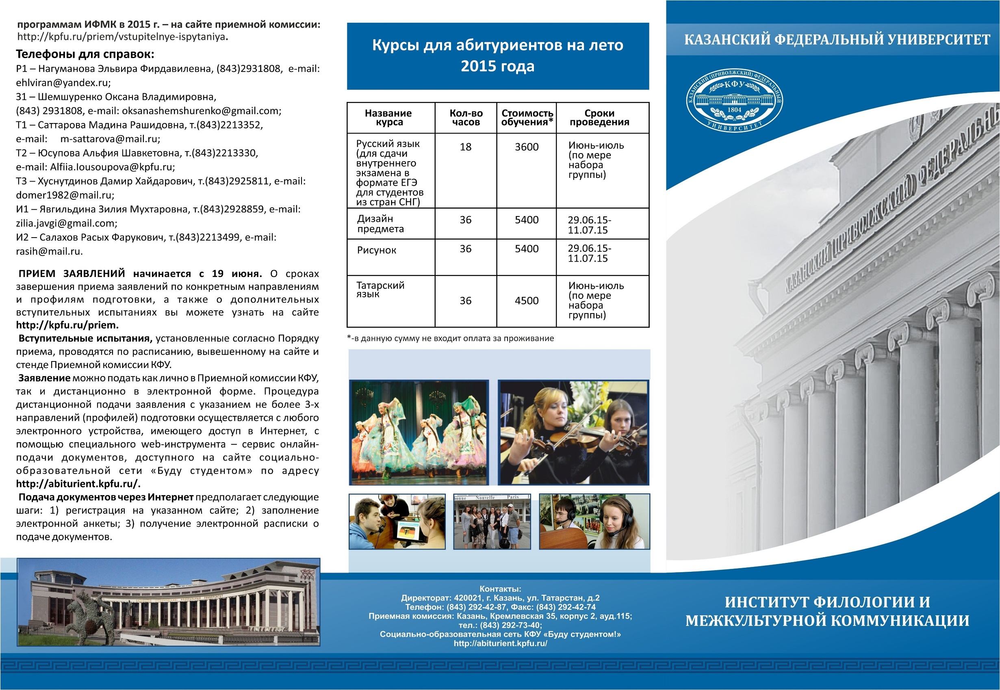 программам ИФМК в 2015 г. – на сайте приемной комиссии:
http://kpfu.ru/priem/vstupitelnye-ispytaniya.
Телефоны для справок:
Р1 – Нагуманова Эльвира Фирдавилевна, (843)2931808, e-mail:
ehlviran@yandex.ru;
З1 – Шемшуренко Оксана Владимировна,
(843) 2931808, e-mail: oksanashemshurenko@gmail.com;
Т1 – Саттарова Мадина Рашидовна, т.(843)2213352,
e-mail: m-sattarova@mail.ru;
Т2 – Юсупова Альфия Шавкетовна, т.(843)2213330,
e-mail: Alfiia.Iousoupova@kpfu.ru;
Т3 – Хуснутдинов Дамир Хайдарович, т.(843)2925811, e-mail:
domer1982@mail.ru;
И1 – Явгильдина Зилия Мухтаровна, т.(843)2928859, e-mail:
zilia.javgi@gmail.com;
И2 – Салахов Расых Фарукович, т.(843)2213499, e-mail:
rasih@mail.ru.
ПРИЕМ ЗАЯВЛЕНИЙ начинается с 19 июня. О сроках
завершения приема заявлений по конкретным направлениям
и профилям подготовки, а также о дополнительных
вступительных испытаниях вы можете узнать на сайте
http://kpfu.ru/priem.
Вступительные испытания, установленные согласно Порядку
приема, проводятся по расписанию, вывешенному на сайте и
стенде Приемной комиссии КФУ.
Заявление можно подать как лично в Приемной комиссии КФУ,
так и дистанционно в электронной форме. Процедура
дистанционной подачи заявления с указанием не более 3-х
направлений (профилей) подготовки осуществляется с любого
электронного устройства, имеющего доступ в Интернет, с
помощью специального web-инструмента – сервис онлайн-
подачи документов, доступного на сайте социально-
образовательной сети «Буду студентом» по адресу
http://abiturient.kpfu.ru/.
Подача документов через Интернет предполагает следующие
шаги: 1) регистрация на указанном сайте; 2) заполнение
электронной анкеты; 3) получение электронной расписки о
подаче документов.
Курсы для абитуриентов на лето
2015 года
Название курса | Кол-во часов | Стоимость обучения* | Сроки проведения
Русский язык (для сдачи внутреннего экзамена в формате ЕГЭ для студентов из стран СНГ) | 18 | 3600 | Июнь-июль (по мере набора группы)
Дизайн предмета | 36 | 5400 | 29.06.15-11.07.15
Рисунок | 36 | 5400 | 29.06.15-11.07.15
Татарский язык | 36 | 4500 | Июнь-июль (по мере набора группы)
*-в данную сумму не входит оплата за проживание
onne Nouvelle Paris
Контакты:
Директорат: 420021, г. Казань, ул. Татарстан, д.2
Телефон: (843) 292-42-87, Факс: (843) 292-42-74
Приемная комиссия: Казань, Кремлевская 35, корпус 2, ауд.115;
тел.: (843) 292-73-40;
Социально-образовательная сеть КФУ «Буду студентом!»
http://abiturient.kpfu.ru/
КАЗАНСКИЙ ФЕДЕРАЛЬНЫЙ УНИВЕРСИТЕТ
КАЗАНСКИЙ (ПРИВОЛЖСКИЙ) ФЕДЕРАЛЬНЫЙ
КФУ
1804
УНИВЕРСИТЕТ
КАЗАНСКИЙ (ПРИВОЛЖСКИЙ) ФЕДЕРАЛЬНЫ
ИНСТИТУТ ФИЛОЛОГИИ И
МЕЖКУЛЬТУРНОЙ КОММУНИКАЦИИ